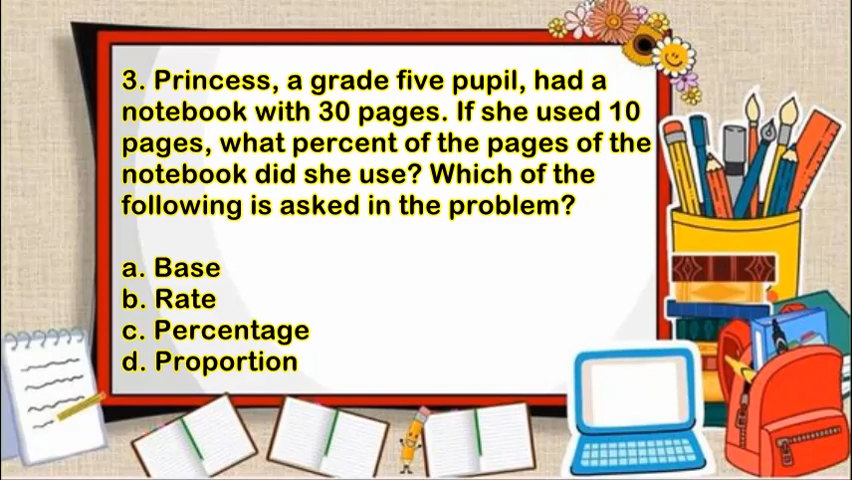 3. Princess, a grade five pupil, had a
notebook with 30 pages. If she used 10
pages, what percent of the pages of the
notebook did she use? Which of the
following is asked in the problem?
a. Base
b. Rate
c. Percentage
d. Proportion